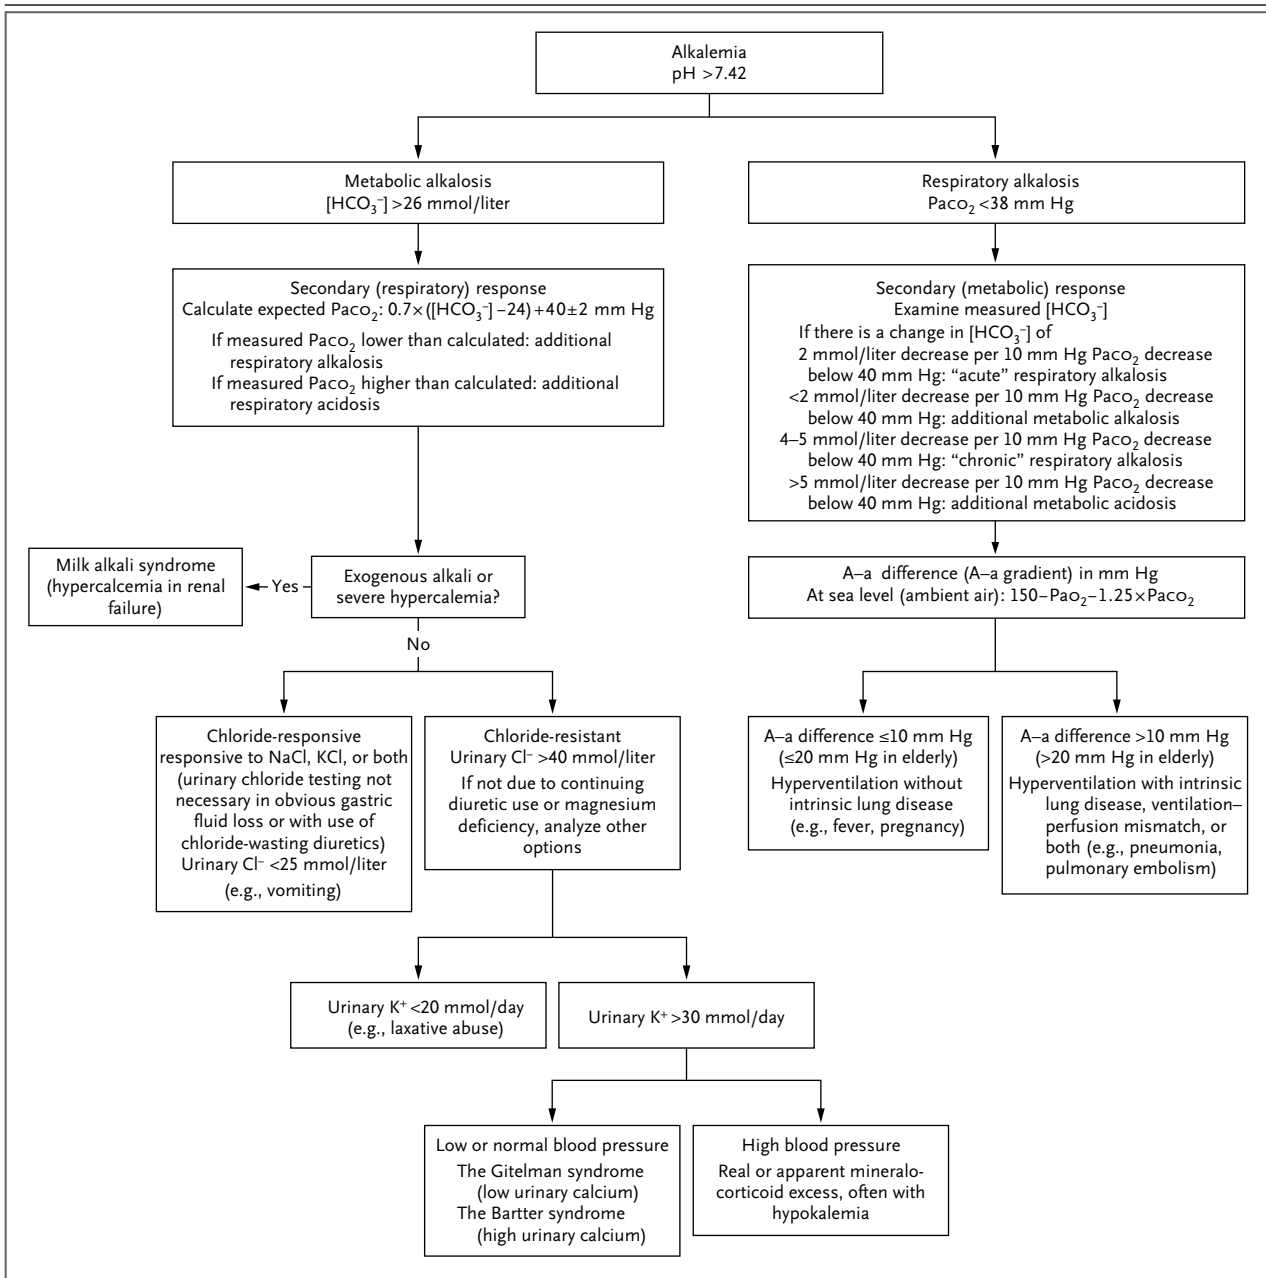 Alkalemia
pH >7.42
Metabolic alkalosis
[HCO₃⁻] >26 mmol/liter
Respiratory alkalosis
Paco₂ <38 mm Hg
Secondary (respiratory) response
Calculate expected Paco₂: 0.7×([HCO₃⁻] −24)+40±2 mm Hg
If measured Paco₂ lower than calculated: additional
respiratory alkalosis
If measured Paco₂ higher than calculated: additional
respiratory acidosis
Secondary (metabolic) response
Examine measured [HCO₃⁻]
If there is a change in [HCO₃⁻] of
2 mmol/liter decrease per 10 mm Hg Paco₂ decrease
below 40 mm Hg: “acute” respiratory alkalosis
<2 mmol/liter decrease per 10 mm Hg Paco₂ decrease
below 40 mm Hg: additional metabolic alkalosis
4–5 mmol/liter decrease per 10 mm Hg Paco₂ decrease
below 40 mm Hg: “chronic” respiratory alkalosis
>5 mmol/liter decrease per 10 mm Hg Paco₂ decrease
below 40 mm Hg: additional metabolic acidosis
Milk alkali syndrome
(hypercalcemia in renal
failure)
Yes
Exogenous alkali or
severe hypercalemia?
No
A–a difference (A–a gradient) in mm Hg
At sea level (ambient air): 150−Pao₂−1.25×Paco₂
Chloride-responsive
responsive to NaCl, KCl, or both
(urinary chloride testing not
necessary in obvious gastric
fluid loss or with use of
chloride-wasting diuretics)
Urinary Cl⁻ <25 mmol/liter
(e.g., vomiting)
Chloride-resistant
Urinary Cl⁻ >40 mmol/liter
If not due to continuing
diuretic use or magnesium
deficiency, analyze other
options
A–a difference ≤10 mm Hg
(≤20 mm Hg in elderly)
Hyperventilation without
intrinsic lung disease
(e.g., fever, pregnancy)
A–a difference >10 mm Hg
(>20 mm Hg in elderly)
Hyperventilation with intrinsic
lung disease, ventilation–
perfusion mismatch, or
both (e.g., pneumonia,
pulmonary embolism)
Urinary K⁺ <20 mmol/day
(e.g., laxative abuse)
Urinary K⁺ >30 mmol/day
Low or normal blood pressure
The Gitelman syndrome
(low urinary calcium)
The Bartter syndrome
(high urinary calcium)
High blood pressure
Real or apparent mineralo-
corticoid excess, often with
hypokalemia